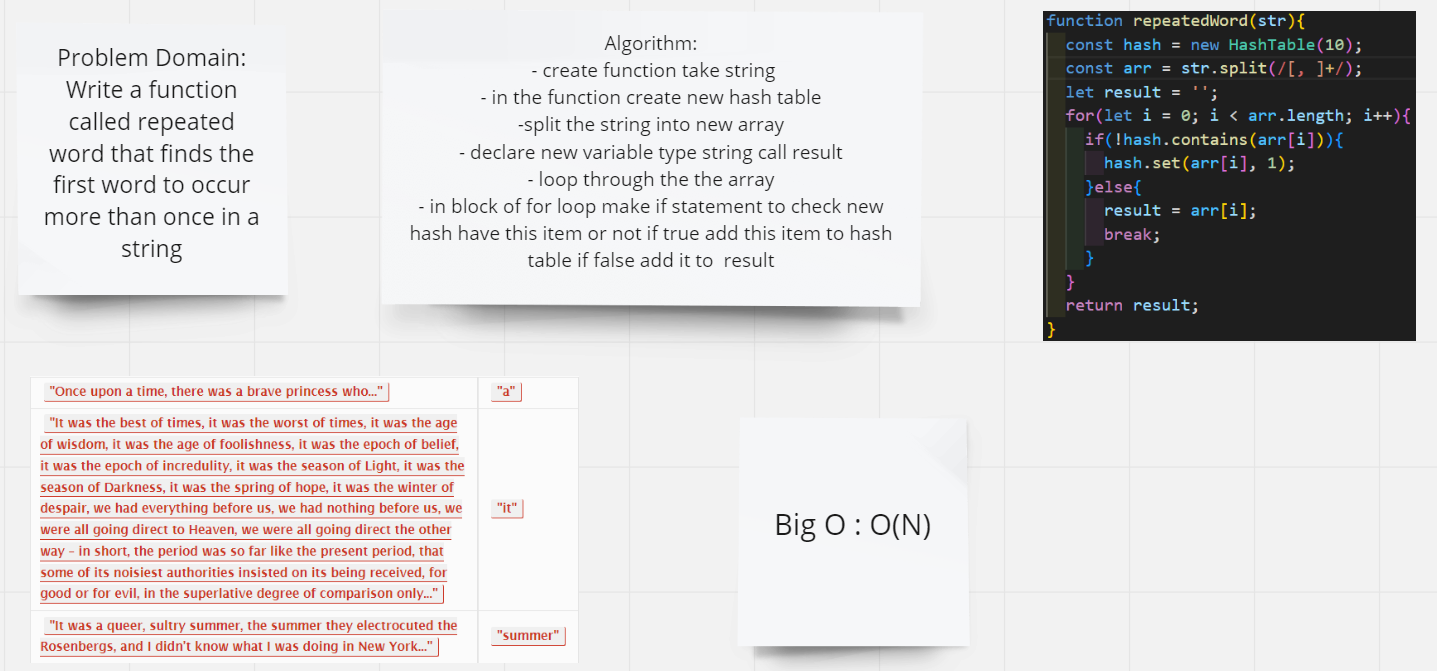 Problem Domain:
Write a function
called repeated
word that finds the
first word to occur
more than once in a
string
Algorithm:
- create function take string
- in the function create new hash table
-split the string into new array
- declare new variable type string call result
- loop through the the array
- in block of for loop make if statement to check new
hash have this item or not if true add this item to hash
table if false add it to result
function repeatedWord(str){
const hash = new HashTable(10);
const arr = str.split(/[, ]+/);
let result = '';
for(let i = 0; i < arr.length; i++){
if(!hash.contains(arr[i])){
hash.set(arr[i], 1);
}else{
result = arr[i];
break;
}
}
return result;
}
"Once upon a time, there was a brave princess who..."
"a"
"It was the best of times, it was the worst of times, it was the age
of wisdom, it was the age of foolishness, it was the epoch of belief,
it was the epoch of incredulity, it was the season of Light, it was the
season of Darkness, it was the spring of hope, it was the winter of
despair, we had everything before us, we had nothing before us, we
were all going direct to Heaven, we were all going direct the other
way – in short, the period was so far like the present period, that
some of its noisiest authorities insisted on its being received, for
good or for evil, in the superlative degree of comparison only..."
"it"
"It was a queer, sultry summer, the summer they electrocuted the
Rosenbergs, and I didn't know what I was doing in New York..."
"summer"
Big O : O(N)